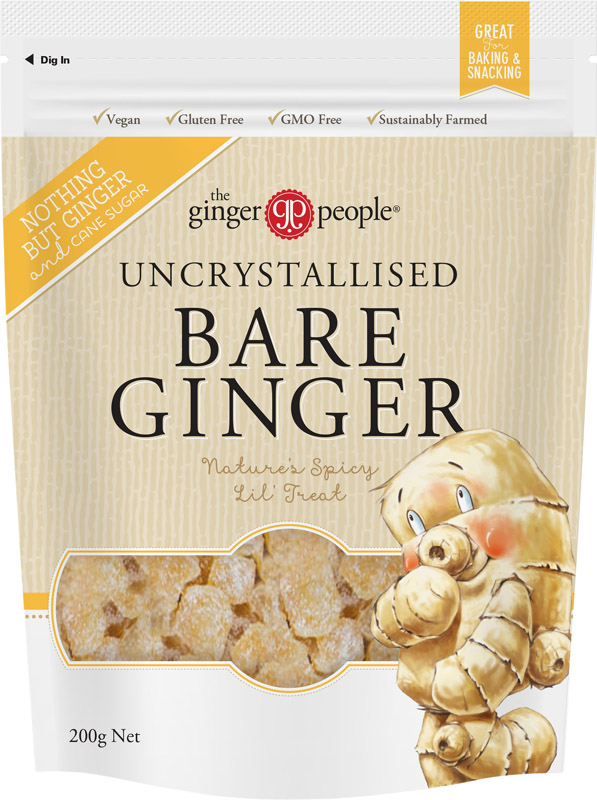 GREAT
for
BAKING &
SNACKING
Dig In
Vegan Gluten Free GMO Free Sustainably Farmed
NOTHING
BUT GINGER
and CANE SUGAR
the
ginger gp people®
UNCRYSTALLISED
BARE
GINGER
Nature's Spicy
Lil' Treat
200g Net